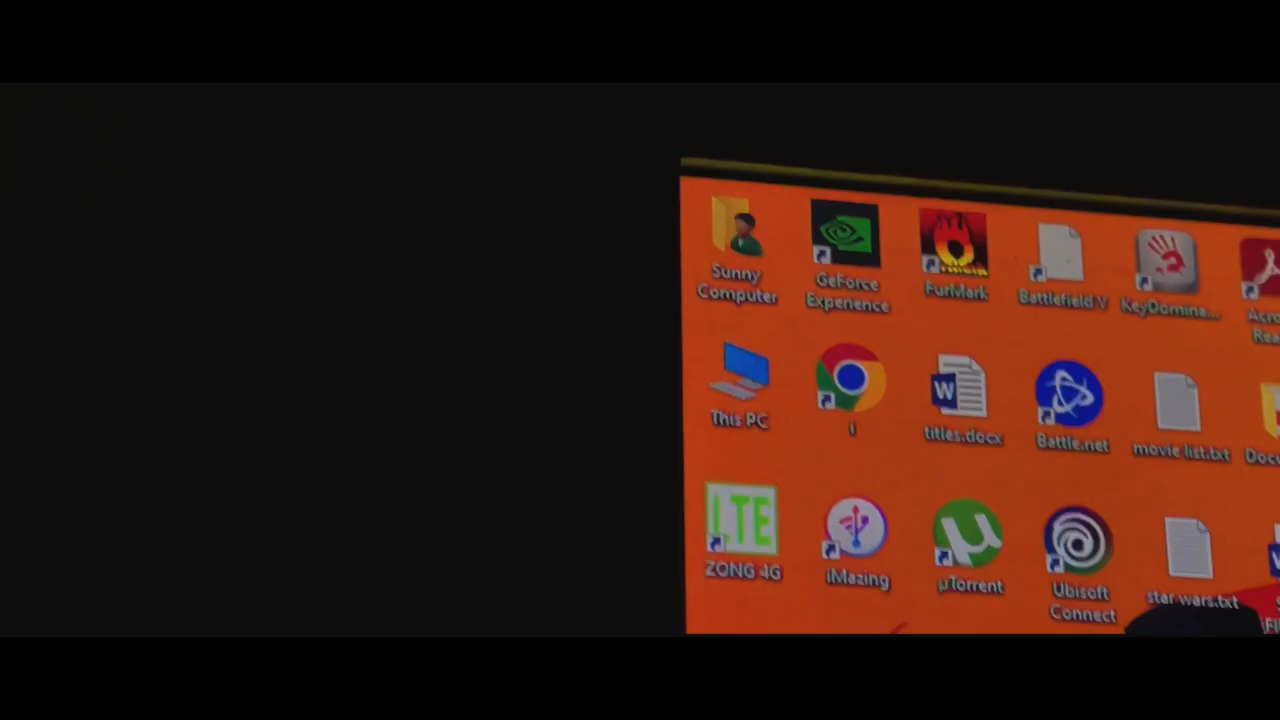 Sunny
Computer
GeForce
Experience
FurMark
Battlefield V
KeyDomina...
This PC
i
W
titles.docx
Battle.net
movie list.txt
LTE
ZONG 4G
iMazing
µ
µTorrent
Ubisoft
Connect
star wars.txt